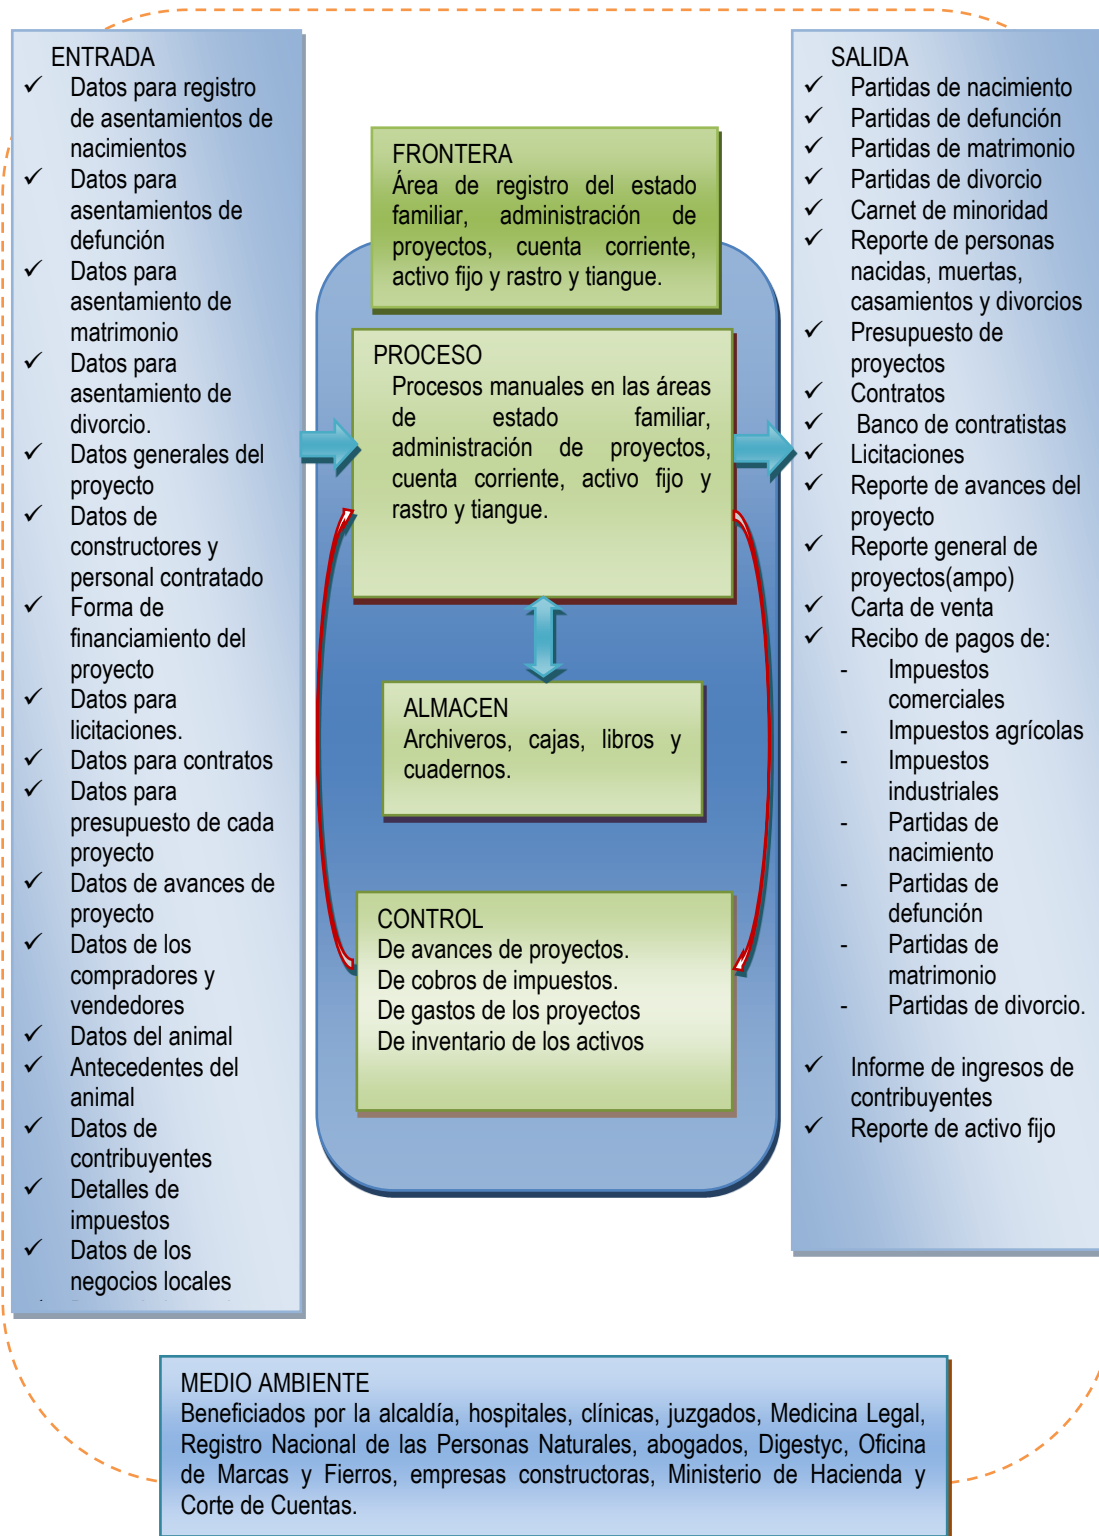 ENTRADA
Datos para registro
de asentamientos de
nacimientos
Datos para
asentamientos de
defunción
Datos para
asentamiento de
matrimonio
Datos para
asentamiento de
divorcio.
Datos generales del
proyecto
Datos de
constructores y
personal contratado
Forma de
financiamiento del
proyecto
Datos para
licitaciones.
Datos para contratos
Datos para
presupuesto de cada
proyecto
Datos de avances de
proyecto
Datos de los
compradores y
vendedores
Datos del animal
Antecedentes del
animal
Datos de
contribuyentes
Detalles de
impuestos
Datos de los
negocios locales
FRONTERA
Área de registro del estado
familiar, administración de
proyectos, cuenta corriente,
activo fijo y rastro y tiangue.
PROCESO
Procesos manuales en las áreas
de estado familiar,
administración de proyectos,
cuenta corriente, activo fijo y
rastro y tiangue.
ALMACEN
Archiveros, cajas, libros y
cuadernos.
CONTROL
De avances de proyectos.
De cobros de impuestos.
De gastos de los proyectos
De inventario de los activos
SALIDA
Partidas de nacimiento
Partidas de defunción
Partidas de matrimonio
Partidas de divorcio
Carnet de minoridad
Reporte de personas
nacidas, muertas,
casamientos y divorcios
Presupuesto de
proyectos
Contratos
Banco de contratistas
Licitaciones
Reporte de avances del
proyecto
Reporte general de
proyectos(ampo)
Carta de venta
Recibo de pagos de:
- Impuestos
comerciales
- Impuestos agrícolas
- Impuestos
industriales
- Partidas de
nacimiento
- Partidas de
defunción
- Partidas de
matrimonio
- Partidas de divorcio.
Informe de ingresos de
contribuyentes
Reporte de activo fijo
MEDIO AMBIENTE
Beneficiados por la alcaldía, hospitales, clínicas, juzgados, Medicina Legal,
Registro Nacional de las Personas Naturales, abogados, Digestyc, Oficina
de Marcas y Fierros, empresas constructoras, Ministerio de Hacienda y
Corte de Cuentas.